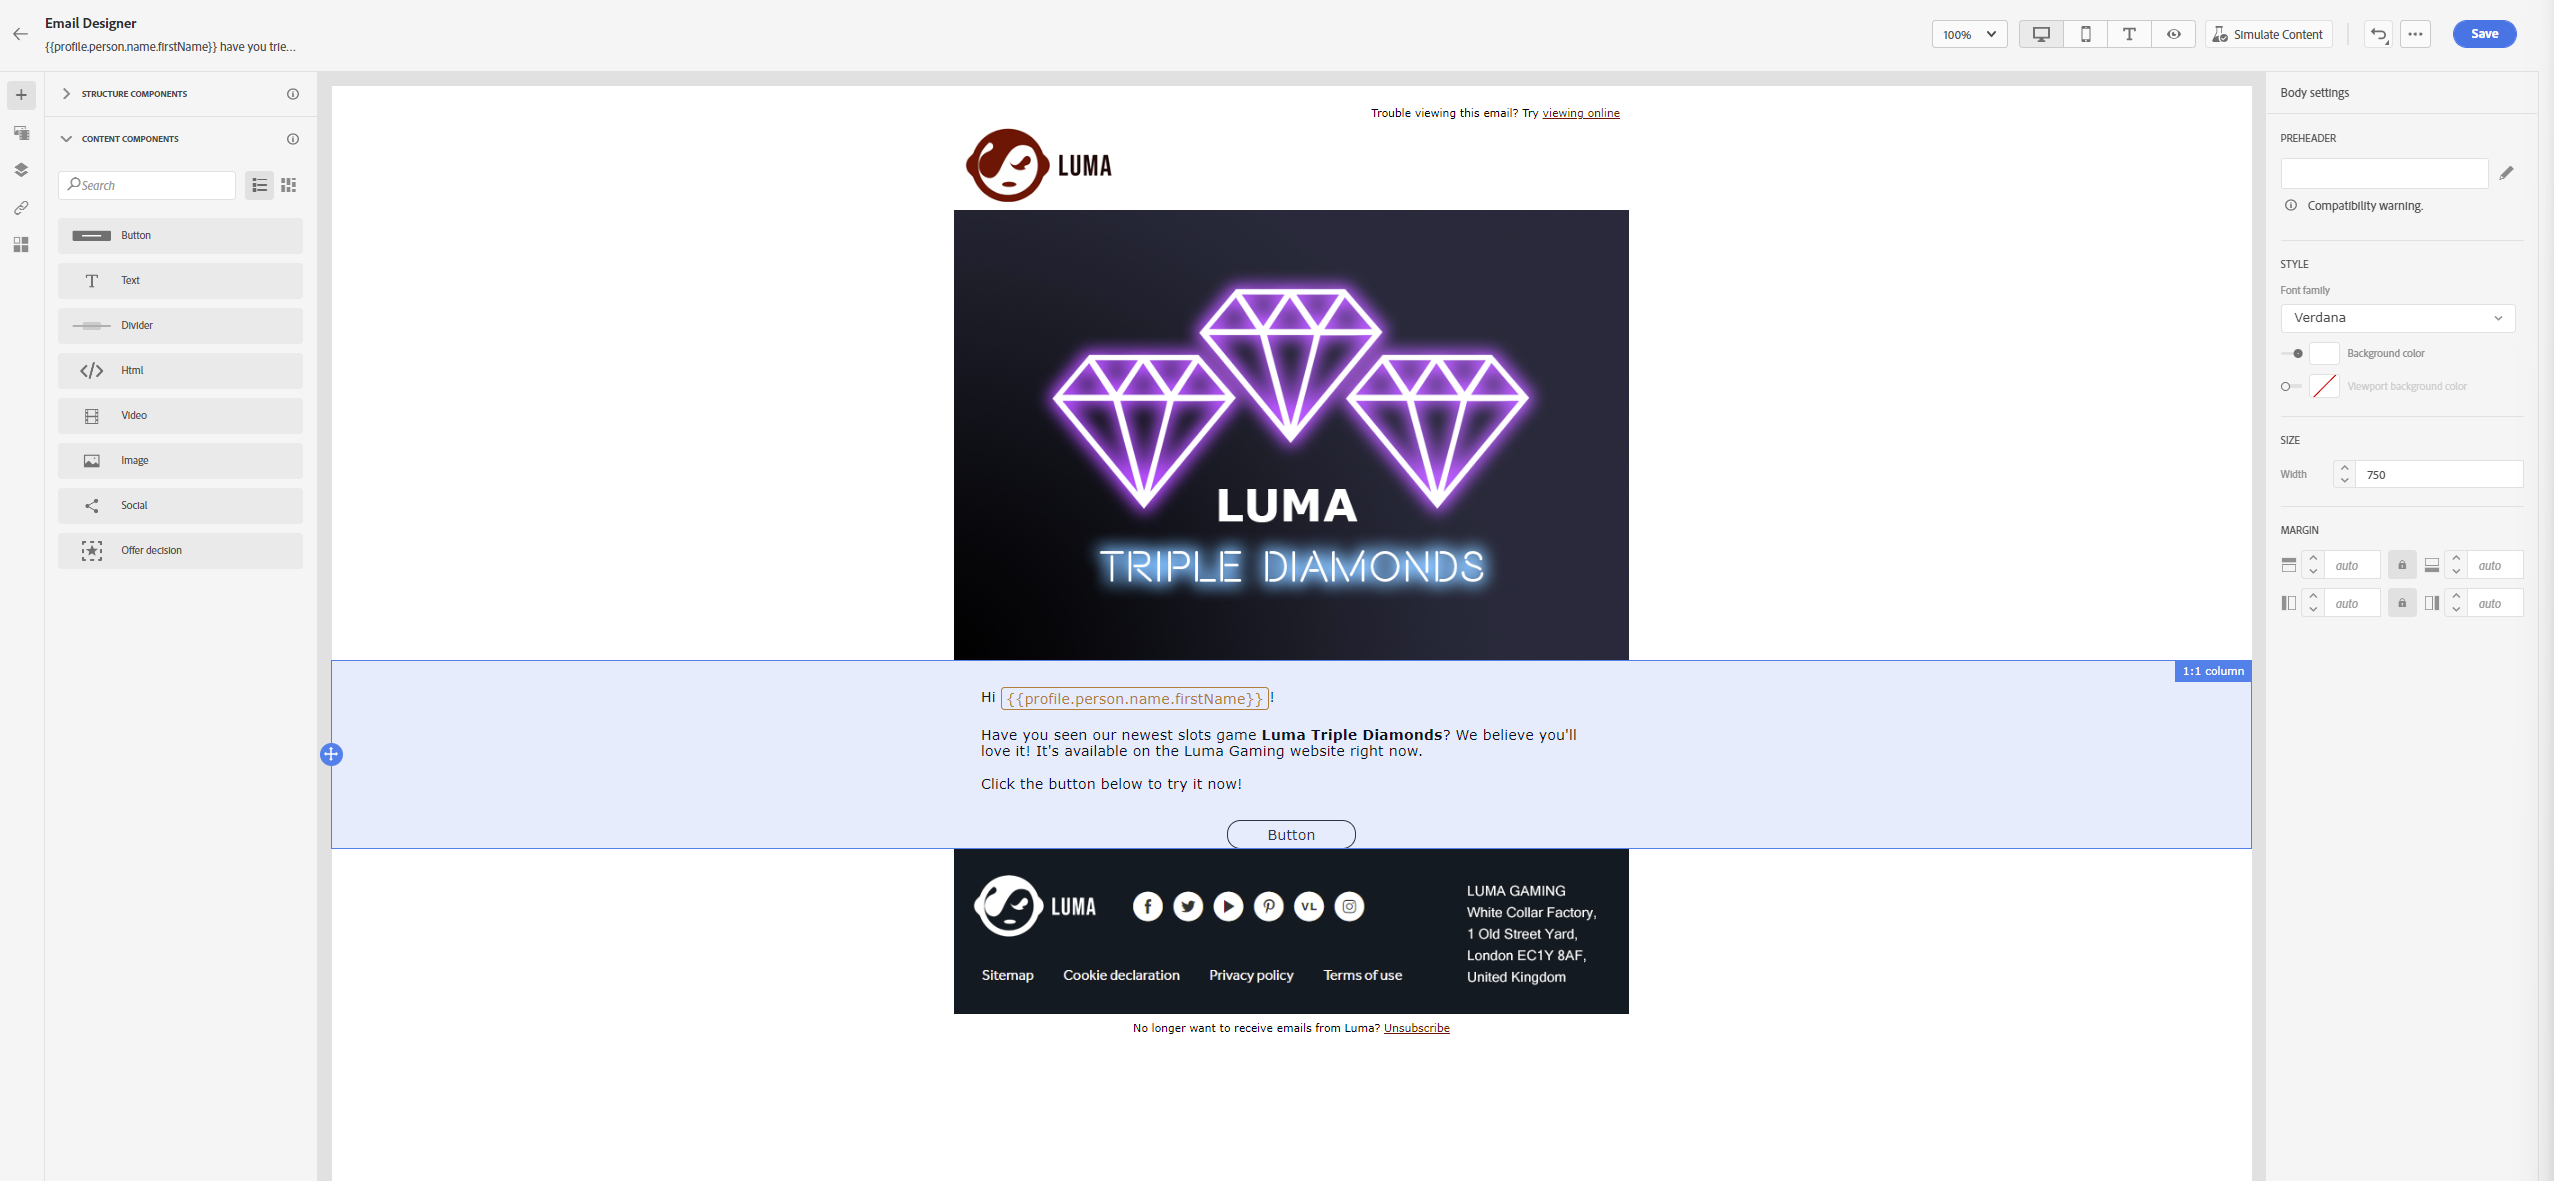 Email Designer
{{profile.person.name.firstName}} have you trie...
100%
Simulate Content
Save
STRUCTURE COMPONENTS
CONTENT COMPONENTS
Search
Button
Text
Divider
Html
Video
Image
Social
Offer decision
Trouble viewing this email? Try viewing online
LUMA
LUMA
TRIPLE DIAMONDS
1:1 column
Hi {{profile.person.name.firstName}}!
Have you seen our newest slots game Luma Triple Diamonds? We believe you'll
love it! It's available on the Luma Gaming website right now.
Click the button below to try it now!
Button
LUMA
VL
Sitemap
Cookie declaration
Privacy policy
Terms of use
LUMA GAMING
White Collar Factory,
1 Old Street Yard,
London EC1Y 8AF,
United Kingdom
No longer want to receive emails from Luma? Unsubscribe
Body settings
PREHEADER
Compatibility warning.
STYLE
Font family
Verdana
Background color
Viewport background color
SIZE
Width
750
MARGIN
auto
auto
auto
auto